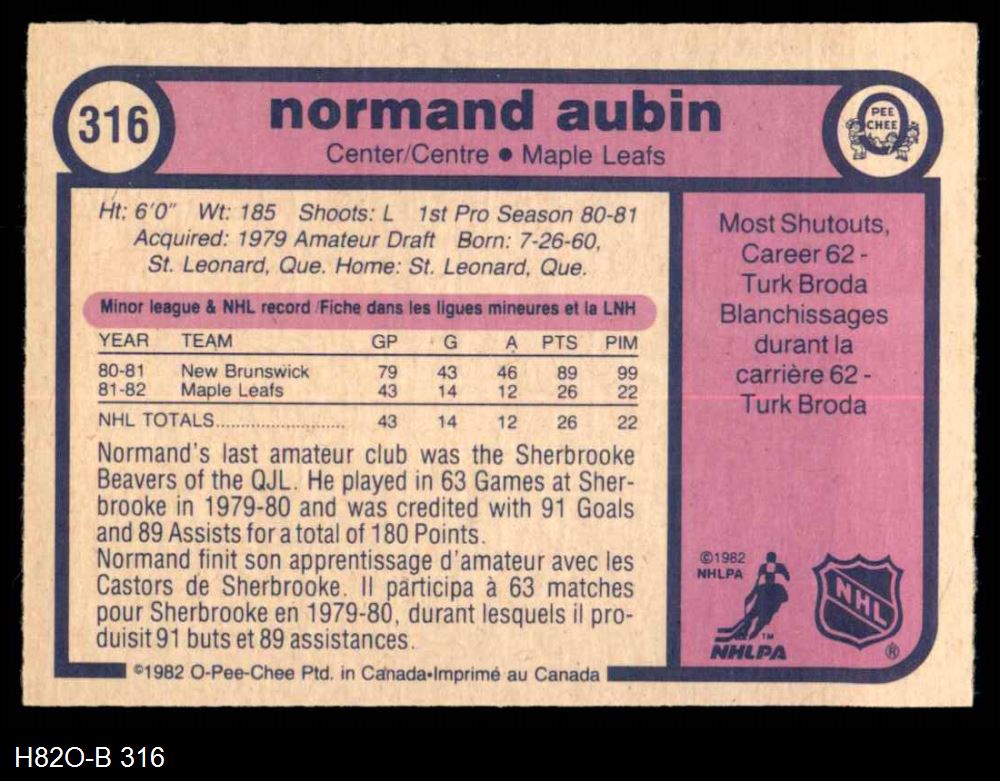 316
normand aubin
Center/Centre • Maple Leafs
PEE
CHEE
Ht: 6'0" Wt: 185 Shoots: L 1st Pro Season 80-81
Acquired: 1979 Amateur Draft Born: 7-26-60,
St. Leonard, Que. Home: St. Leonard, Que.
Minor league & NHL record /Fiche dans les ligues mineures et la LNH
YEAR TEAM GP G A PTS PIM
80-81 New Brunswick 79 43 46 89 99
81-82 Maple Leafs 43 14 12 26 22
NHL TOTALS........................ 43 14 12 26 22
Normand's last amateur club was the Sherbrooke
Beavers of the QJL. He played in 63 Games at Sher-
brooke in 1979-80 and was credited with 91 Goals
and 89 Assists for a total of 180 Points.
Normand finit son apprentissage d'amateur avec les
Castors de Sherbrooke. Il participa à 63 matches
pour Sherbrooke en 1979-80, durant lesquels il pro-
duisit 91 buts et 89 assistances.
©1982 O-Pee-Chee Ptd. in Canada•Imprimé au Canada
Most Shutouts,
Career 62 -
Turk Broda
Blanchissages
durant la
carrière 62 -
Turk Broda
©1982
NHLPA
TM
NHLPA
NHL
®
H82O-B 316